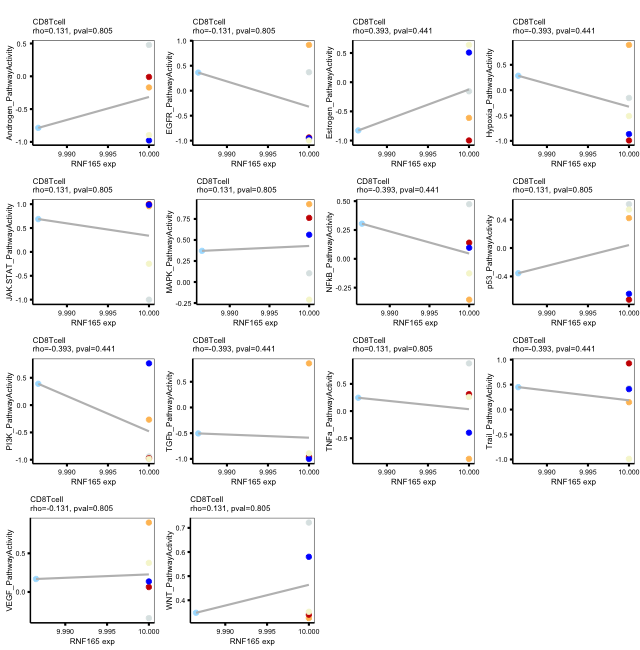 CD8Tcell
rho=0.131, pval=0.805
Androgen_PathwayActivity
0.5
0.0
-0.5
-1.0
9.990
9.995
10.000
RNF165 exp
CD8Tcell
rho=-0.131, pval=0.805
EGFR_PathwayActivity
1.0
0.5
0.0
-0.5
-1.0
9.990
9.995
10.000
RNF165 exp
CD8Tcell
rho=0.393, pval=0.441
Estrogen_PathwayActivity
0.5
0.0
-0.5
-1.0
9.990
9.995
10.000
RNF165 exp
CD8Tcell
rho=-0.393, pval=0.441
Hypoxia_PathwayActivity
0.5
0.0
-0.5
-1.0
9.990
9.995
10.000
RNF165 exp
CD8Tcell
rho=0.131, pval=0.805
JAK.STAT_PathwayActivity
1.0
0.5
0.0
-0.5
-1.0
9.990
9.995
10.000
RNF165 exp
CD8Tcell
rho=0.131, pval=0.805
MAPK_PathwayActivity
0.75
0.50
0.25
0.00
-0.25
9.990
9.995
10.000
RNF165 exp
CD8Tcell
rho=-0.393, pval=0.441
NFkB_PathwayActivity
0.50
0.25
0.00
-0.25
9.990
9.995
10.000
RNF165 exp
CD8Tcell
rho=0.131, pval=0.805
p53_PathwayActivity
0.4
0.0
-0.4
9.990
9.995
10.000
RNF165 exp
CD8Tcell
rho=-0.393, pval=0.441
PI3K_PathwayActivity
0.5
0.0
-0.5
-1.0
9.990
9.995
10.000
RNF165 exp
CD8Tcell
rho=-0.393, pval=0.441
TGFb_PathwayActivity
0.5
0.0
-0.5
-1.0
9.990
9.995
10.000
RNF165 exp
CD8Tcell
rho=0.131, pval=0.805
TNFa_PathwayActivity
0.5
0.0
-0.5
9.990
9.995
10.000
RNF165 exp
CD8Tcell
rho=-0.393, pval=0.441
Trail_PathwayActivity
1.0
0.5
0.0
-0.5
-1.0
9.990
9.995
10.000
RNF165 exp
CD8Tcell
rho=-0.131, pval=0.805
VEGF_PathwayActivity
0.5
0.0
9.990
9.995
10.000
RNF165 exp
CD8Tcell
rho=0.131, pval=0.805
WNT_PathwayActivity
0.7
0.6
0.5
0.4
9.990
9.995
10.000
RNF165 exp